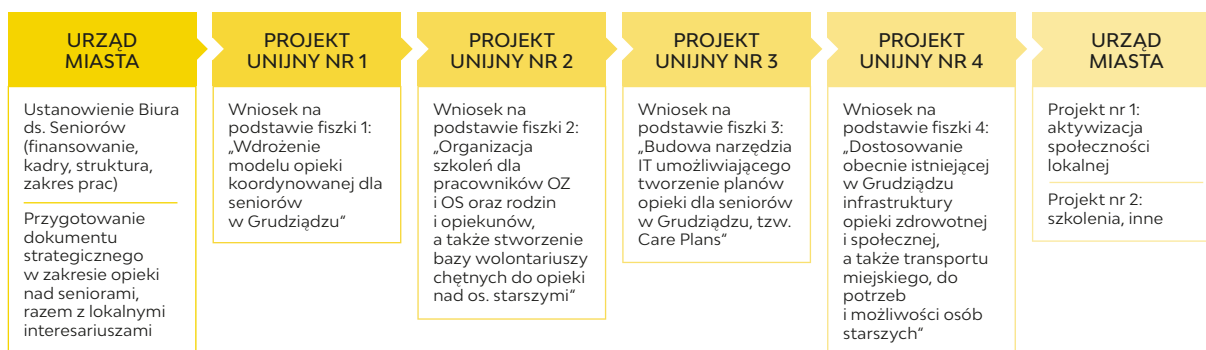 URZĄD
MIASTA
Ustanowienie Biura
ds. Seniorów
(finansowanie,
kadry, struktura,
zakres prac)
Przygotowanie
dokumentu
strategicznego
w zakresie opieki
nad seniorami,
razem z lokalnymi
interesariuszami
PROJEKT
UNIJNY NR 1
Wniosek na
podstawie fiszki 1:
„Wdrożenie
modelu opieki
koordynowanej dla
seniorów
w Grudziądzu“
PROJEKT
UNIJNY NR 2
Wniosek na
podstawie fiszki 2:
„Organizacja
szkoleń dla
pracowników OZ
i OS oraz rodzin
i opiekunów,
a także stworzenie
bazy wolontariuszy
chętnych do opieki
nad os. starszymi“
PROJEKT
UNIJNY NR 3
Wniosek na
podstawie fiszki 3:
„Budowa narzędzia
IT umożliwiającego
tworzenie planów
opieki dla seniorów
w Grudziądzu, tzw.
Care Plans“
PROJEKT
UNIJNY NR 4
Wniosek na
podstawie fiszki 4:
„Dostosowanie
obecnie istniejącej
w Grudziądzu
infrastruktury
opieki zdrowotnej
i społecznej,
a także transportu
miejskiego, do
potrzeb
i możliwości osób
starszych“
URZĄD
MIASTA
Projekt nr 1:
aktywizacja
społeczności
lokalnej
Projekt nr 2:
szkolenia, inne